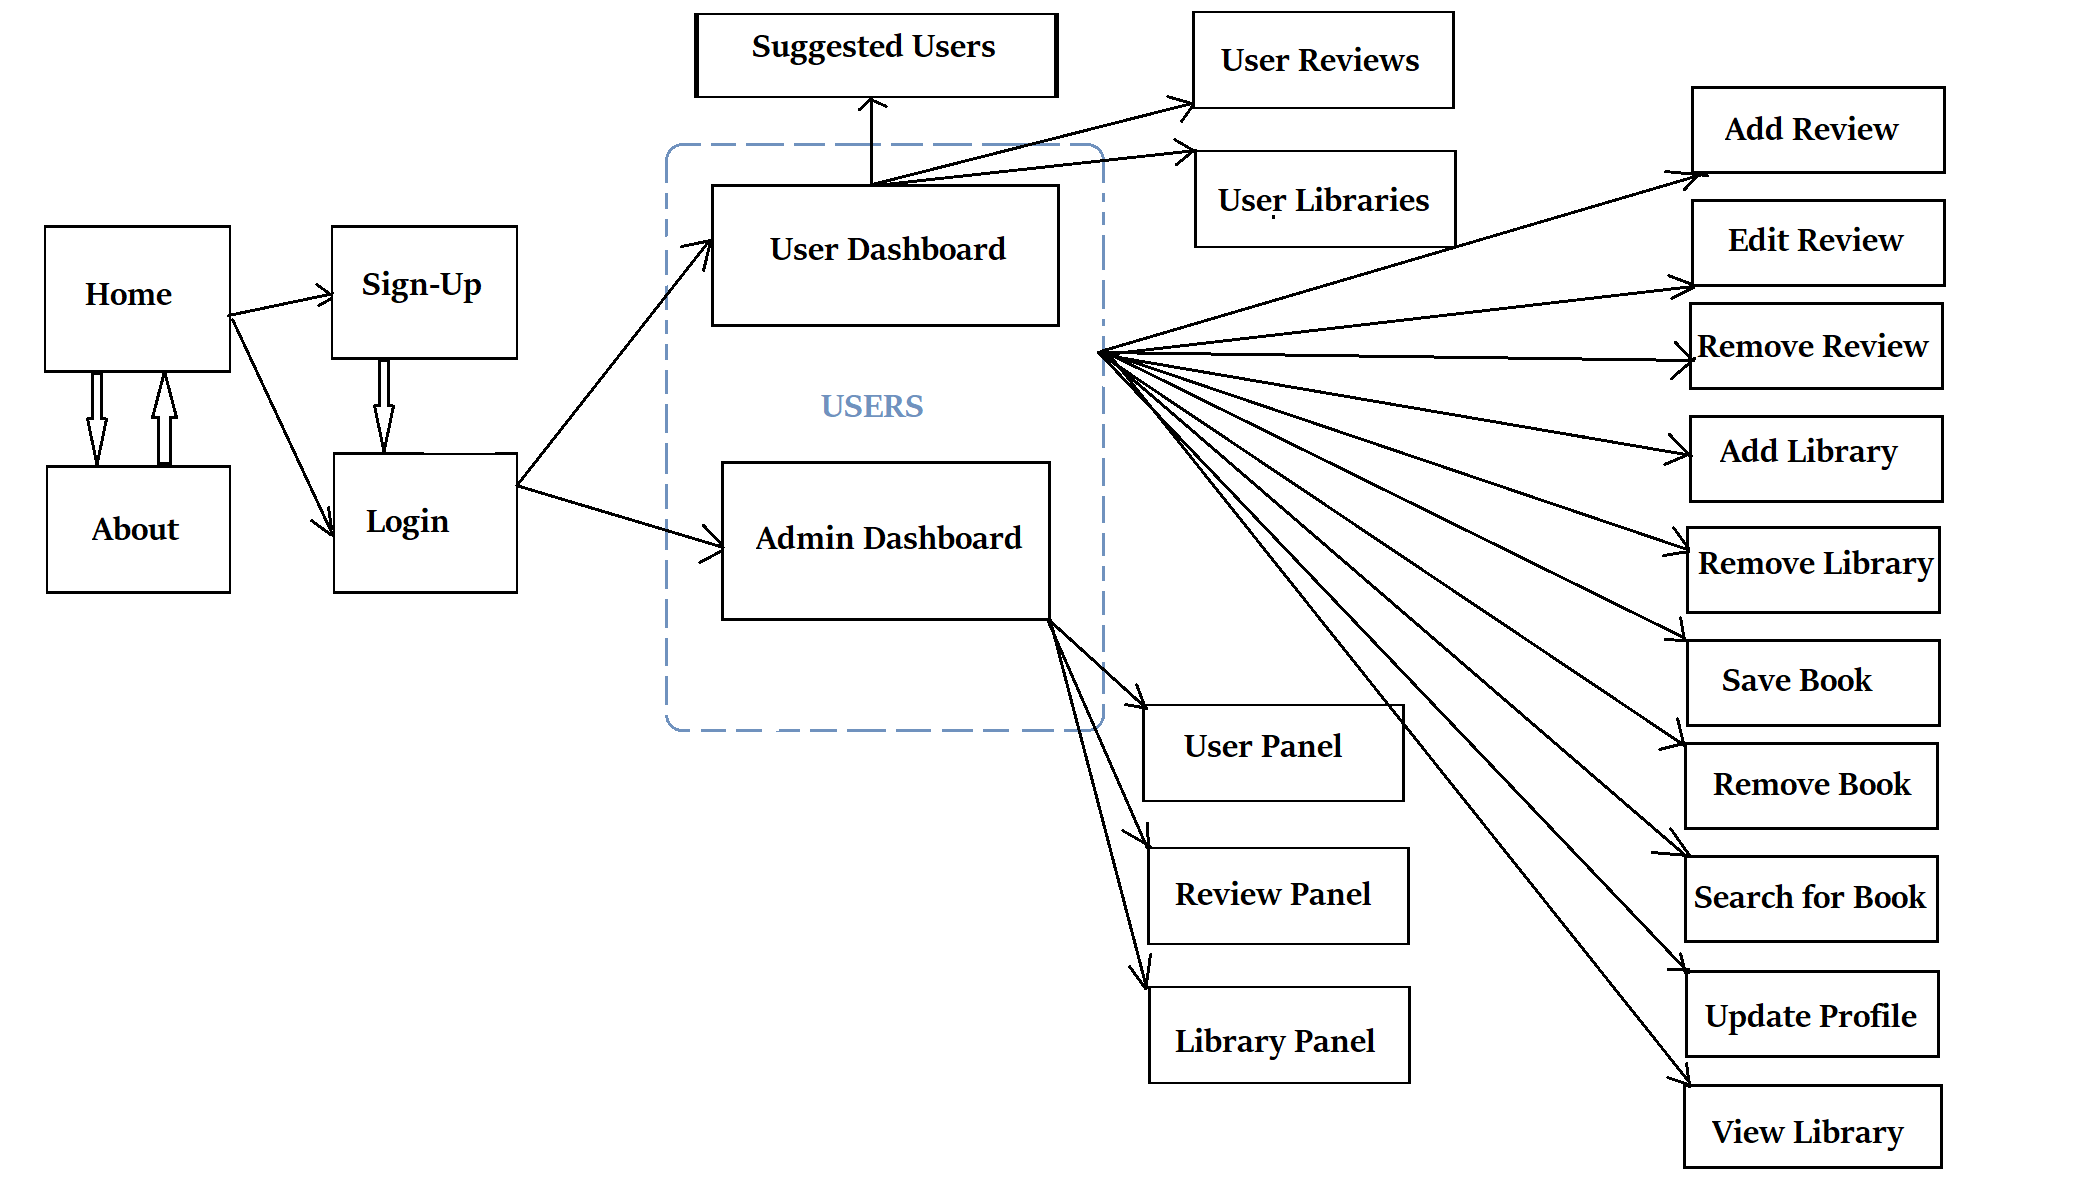 Suggested Users
User Reviews
User Libraries
Add Review
Edit Review
Remove Review
Add Library
Remove Library
Save Book
Remove Book
Search for Book
Update Profile
View Library
Home
Sign-Up
About
Login
User Dashboard
USERS
Admin Dashboard
User Panel
Review Panel
Library Panel